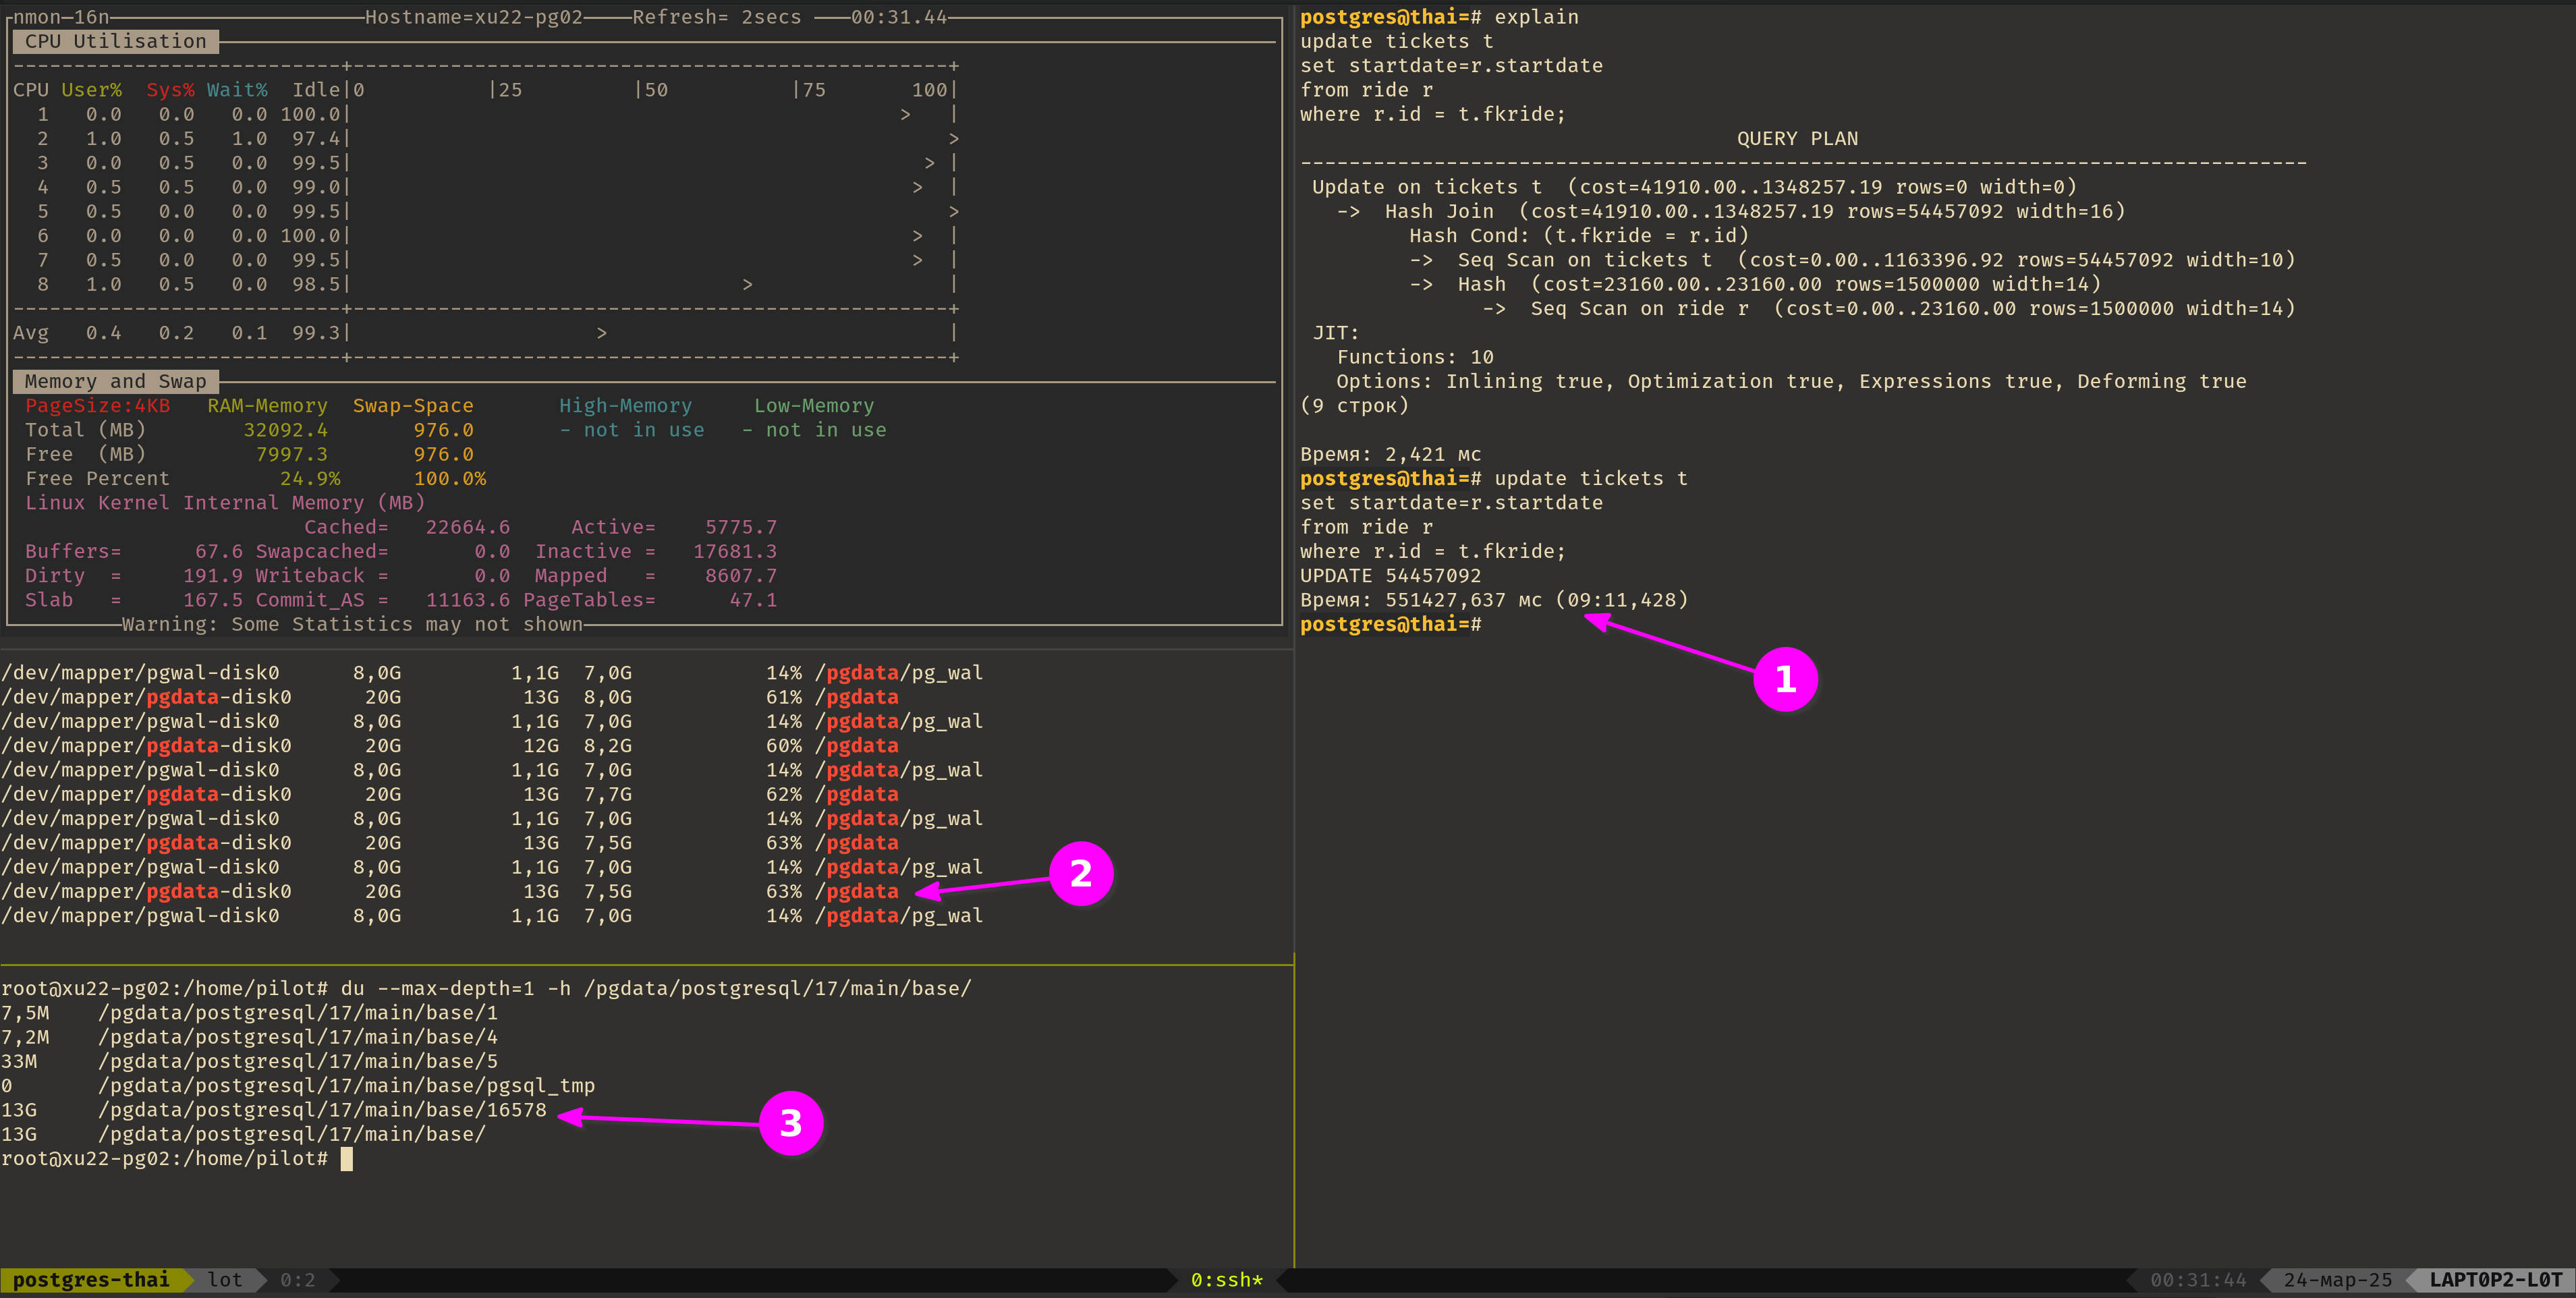 nmon-16n Hostname=xu22-pg02 Refresh= 2secs 00:31.44
CPU Utilisation
---------------------------+--------------------------------------------------+
CPU User%  Sys% Wait%  Idle|0          |25         |50          |75       100|
  1   0.0   0.0   0.0 100.0|                                             >   |
  2   1.0   0.5   1.0  97.4|                                                 >
  3   0.0   0.5   0.0  99.5|                                               > |
  4   0.5   0.5   0.0  99.0|                                              >  |
  5   0.5   0.0   0.0  99.5|                                                 >
  6   0.0   0.0   0.0 100.0|                                              >  |
  7   0.5   0.0   0.0  99.5|                                              >  |
  8   1.0   0.5   0.0  98.5|                                >                |
---------------------------+--------------------------------------------------+
Avg   0.4   0.2   0.1  99.3|                    >                            |
---------------------------+--------------------------------------------------+
Memory and Swap
PageSize:4KB   RAM-Memory  Swap-Space       High-Memory     Low-Memory
Total (MB)        32092.4       976.0       - not in use   - not in use
Free  (MB)         7997.3       976.0
Free Percent         24.9%      100.0%
Linux Kernel Internal Memory (MB)
                       Cached=   22664.6     Active=    5775.7
Buffers=      67.6 Swapcached=       0.0  Inactive =   17681.3
Dirty  =     191.9 Writeback =       0.0  Mapped   =    8607.7
Slab   =     167.5 Commit_AS =   11163.6 PageTables=      47.1
Warning: Some Statistics may not shown
/dev/mapper/pgwal-disk0      8,0G         1,1G  7,0G           14% /pgdata/pg_wal
/dev/mapper/pgdata-disk0      20G          13G  8,0G           61% /pgdata
/dev/mapper/pgwal-disk0      8,0G         1,1G  7,0G           14% /pgdata/pg_wal
/dev/mapper/pgdata-disk0      20G          12G  8,2G           60% /pgdata
/dev/mapper/pgwal-disk0      8,0G         1,1G  7,0G           14% /pgdata/pg_wal
/dev/mapper/pgdata-disk0      20G          13G  7,7G           62% /pgdata
/dev/mapper/pgwal-disk0      8,0G         1,1G  7,0G           14% /pgdata/pg_wal
/dev/mapper/pgdata-disk0      20G          13G  7,5G           63% /pgdata
/dev/mapper/pgwal-disk0      8,0G         1,1G  7,0G           14% /pgdata/pg_wal
/dev/mapper/pgdata-disk0      20G          13G  7,5G           63% /pgdata
/dev/mapper/pgwal-disk0      8,0G         1,1G  7,0G           14% /pgdata/pg_wal
2
root@xu22-pg02:/home/pilot# du --max-depth=1 -h /pgdata/postgresql/17/main/base/
7,5M    /pgdata/postgresql/17/main/base/1
7,2M    /pgdata/postgresql/17/main/base/4
33M     /pgdata/postgresql/17/main/base/5
0       /pgdata/postgresql/17/main/base/pgsql_tmp
13G     /pgdata/postgresql/17/main/base/16578
13G     /pgdata/postgresql/17/main/base/
root@xu22-pg02:/home/pilot#
3
postgres@thai=# explain
update tickets t
set startdate=r.startdate
from ride r
where r.id = t.fkride;
QUERY PLAN
-----------------------------------------------------------------------------------
 Update on tickets t  (cost=41910.00..1348257.19 rows=0 width=0)
   ->  Hash Join  (cost=41910.00..1348257.19 rows=54457092 width=16)
         Hash Cond: (t.fkride = r.id)
         ->  Seq Scan on tickets t  (cost=0.00..1163396.92 rows=54457092 width=10)
         ->  Hash  (cost=23160.00..23160.00 rows=1500000 width=14)
               ->  Seq Scan on ride r  (cost=0.00..23160.00 rows=1500000 width=14)
 JIT:
   Functions: 10
   Options: Inlining true, Optimization true, Expressions true, Deforming true
(9 строк)
Время: 2,421 мс
postgres@thai=# update tickets t
set startdate=r.startdate
from ride r
where r.id = t.fkride;
UPDATE 54457092
Время: 551427,637 мс (09:11,428)
postgres@thai=#
1
postgres-thai lot 0:2 0:ssh* 00:31:44 24-мар-25 LAPT0P2-L0T